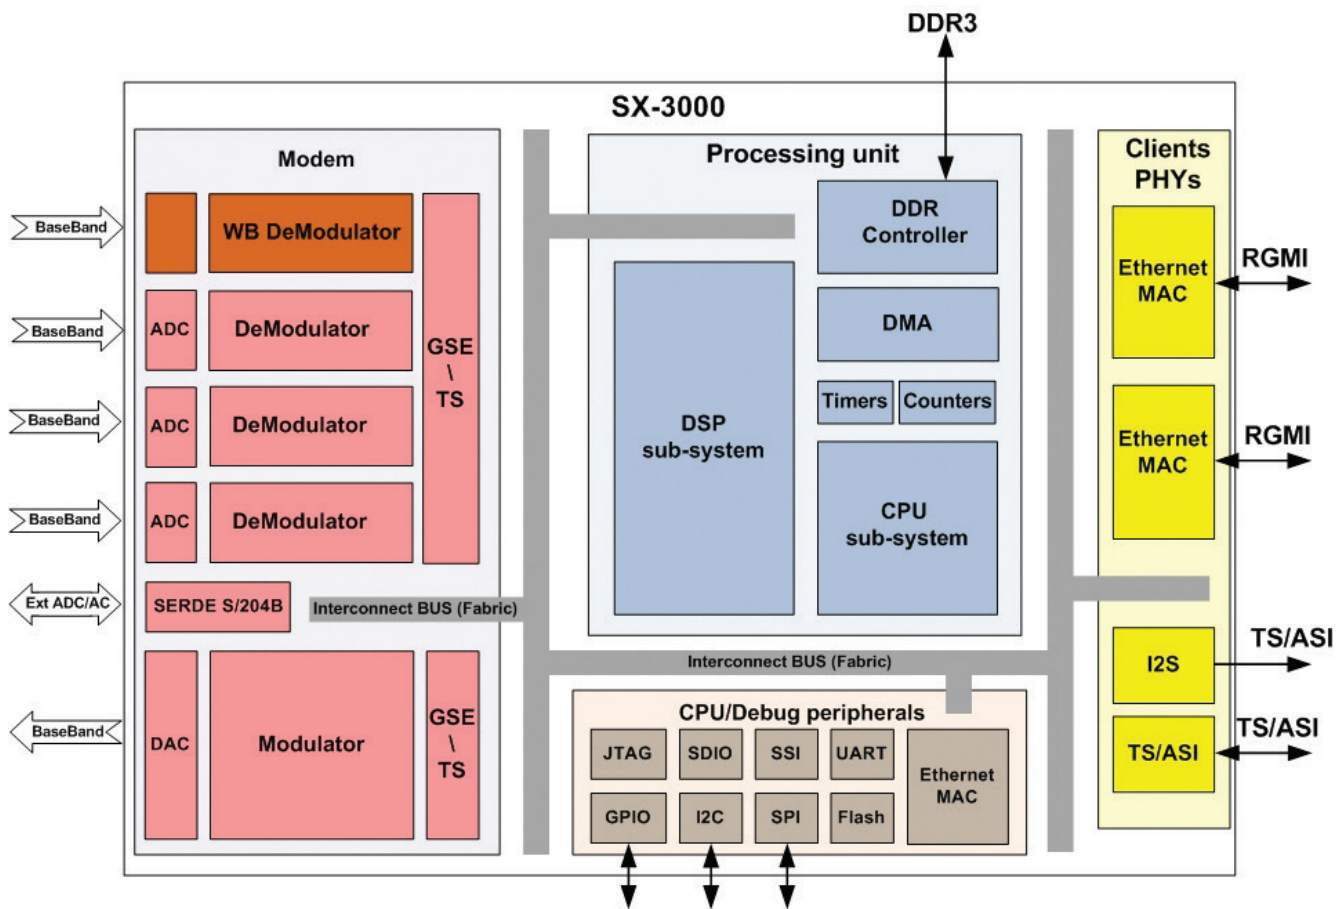 DDR3
SX-3000
Modem
BaseBand
WB DeModulator
BaseBand
ADC
DeModulator
BaseBand
ADC
DeModulator
BaseBand
ADC
DeModulator
GSE
\
TS
Ext ADC/AC
SERDE S/204B
Interconnect BUS (Fabric)
BaseBand
DAC
Modulator
GSE
\
TS
Processing unit
DDR
Controller
DMA
Timers
Counters
DSP
sub-system
CPU
sub-system
Interconnect BUS (Fabric)
CPU/Debug peripherals
JTAG
SDIO
SSI
UART
Ethernet
MAC
GPIO
I2C
SPI
Flash
Clients
PHYs
Ethernet
MAC
RGMI
Ethernet
MAC
RGMI
I2S
TS/ASI
TS/ASI
TS/ASI